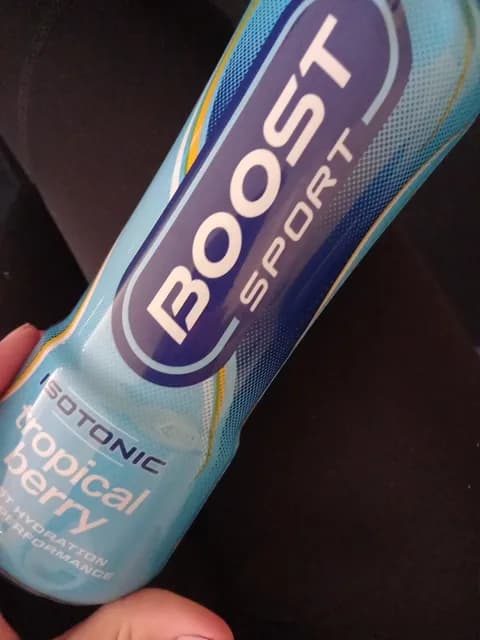 BOOST
SPORT
ISOTONIC
tropical
berry
HYDRATION
PERFORMANCE